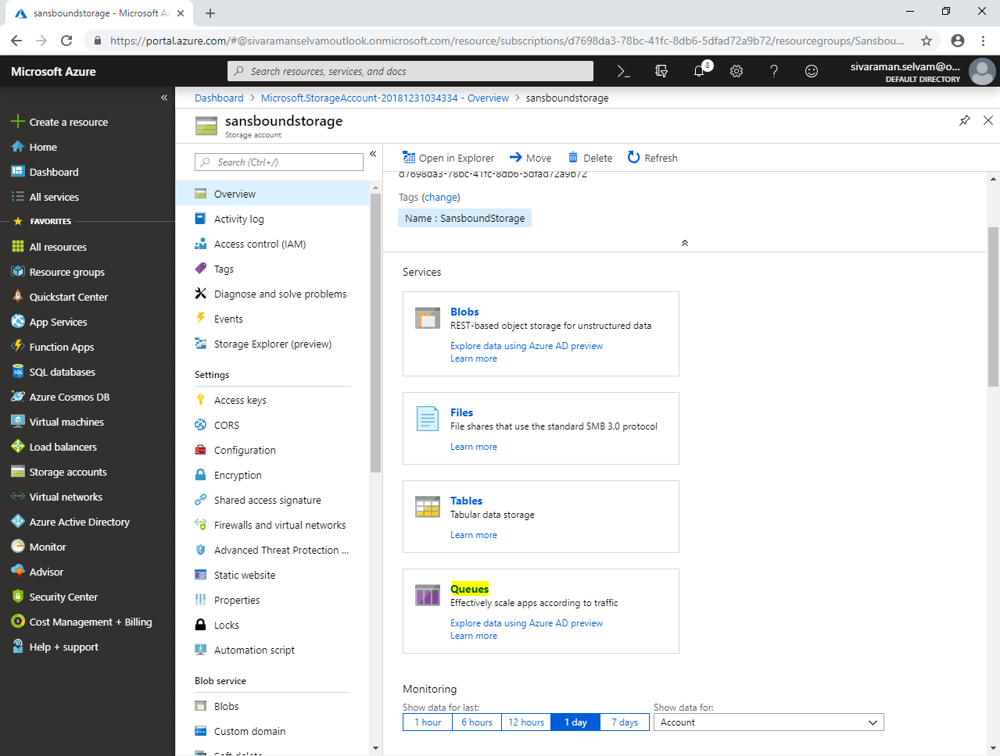 sansboundstorage - Microsoft Az
https://portal.azure.com/#@sivaramanselvamoutlook.onmicrosoft.com/resource/subscriptions/d7698da3-78bc-41fc-8db6-5dfad72a9b72/resourcegroups/Sansbou...
Microsoft Azure
Search resources, services, and docs
8
sivaraman.selvam@o...
DEFAULT DIRECTORY
Dashboard > Microsoft.StorageAccount-20181231034334 - Overview > sansboundstorage
sansboundstorage
Storage account
Create a resource
Home
Dashboard
All services
FAVORITES
All resources
Resource groups
Quickstart Center
App Services
Function Apps
SQL databases
Azure Cosmos DB
Virtual machines
Load balancers
Storage accounts
Virtual networks
Azure Active Directory
Monitor
Advisor
Security Center
Cost Management + Billing
Help + support
Search (Ctrl+/)
Overview
Activity log
Access control (IAM)
Tags
Diagnose and solve problems
Events
Storage Explorer (preview)
Settings
Access keys
CORS
Configuration
Encryption
Shared access signature
Firewalls and virtual networks
Advanced Threat Protection ...
Static website
Properties
Locks
Automation script
Blob service
Blobs
Custom domain
Soft delete
Open in Explorer
Move
Delete
Refresh
d7698da3-78bc-41fc-8db6-5dfad72a9b72
Tags (change)
Name : SansboundStorage
Services
Blobs
REST-based object storage for unstructured data
Explore data using Azure AD preview
Learn more
Files
File shares that use the standard SMB 3.0 protocol
Learn more
Tables
Tabular data storage
Learn more
Queues
Effectively scale apps according to traffic
Explore data using Azure AD preview
Learn more
Monitoring
Show data for last:
1 hour 6 hours 12 hours 1 day 7 days
Show data for:
Account